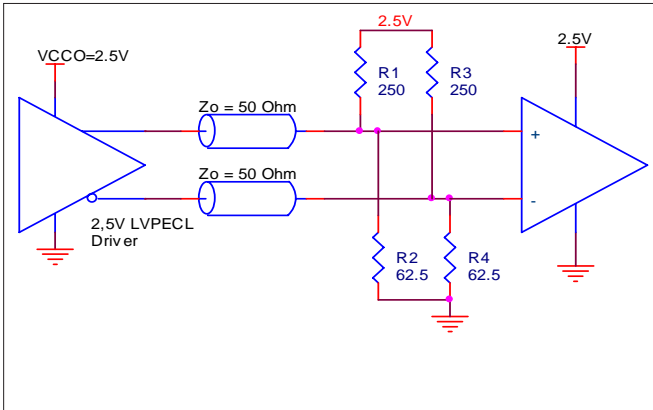 2.5V
VCCO=2.5V
2.5V
R1
250
R3
250
Zo = 50 Ohm
+
Zo = 50 Ohm
-
2,5V LVPECL
Driver
R2
62.5
R4
62.5